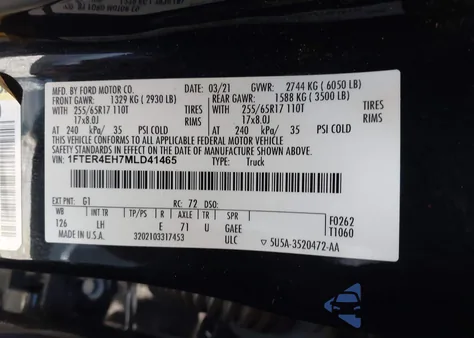 MFD. BY FORD MOTOR CO. 03/21 GVWR: 2744 KG (6050 LB)
FRONT GAWR: 1329 KG (2930 LB) REAR GAWR: 1588 KG (3500 LB)
255/65R17 110T 255/65R17 110T
17x8.0J 17x8.0J
AT 240 kPa/ 35 PSI COLD AT 240 kPa/ 35 PSI COLD
THIS VEHICLE CONFORMS TO ALL APPLICABLE FEDERAL MOTOR VEHICLE
SAFETY STANDARDS IN EFFECT ON THE DATE OF MANUFACTURE SHOWN ABOVE.
VIN: 1FTER4EH7MLD41465 TYPE: Truck
EXT PNT: G1 RC: 72 DSO:
WB INT TR TP/PS R AXLE TR SPR F0262
126 LH E 71 U GAEE T1060
MADE IN U.S.A. 3202103317453 ULC 5U5A-3520472-AA